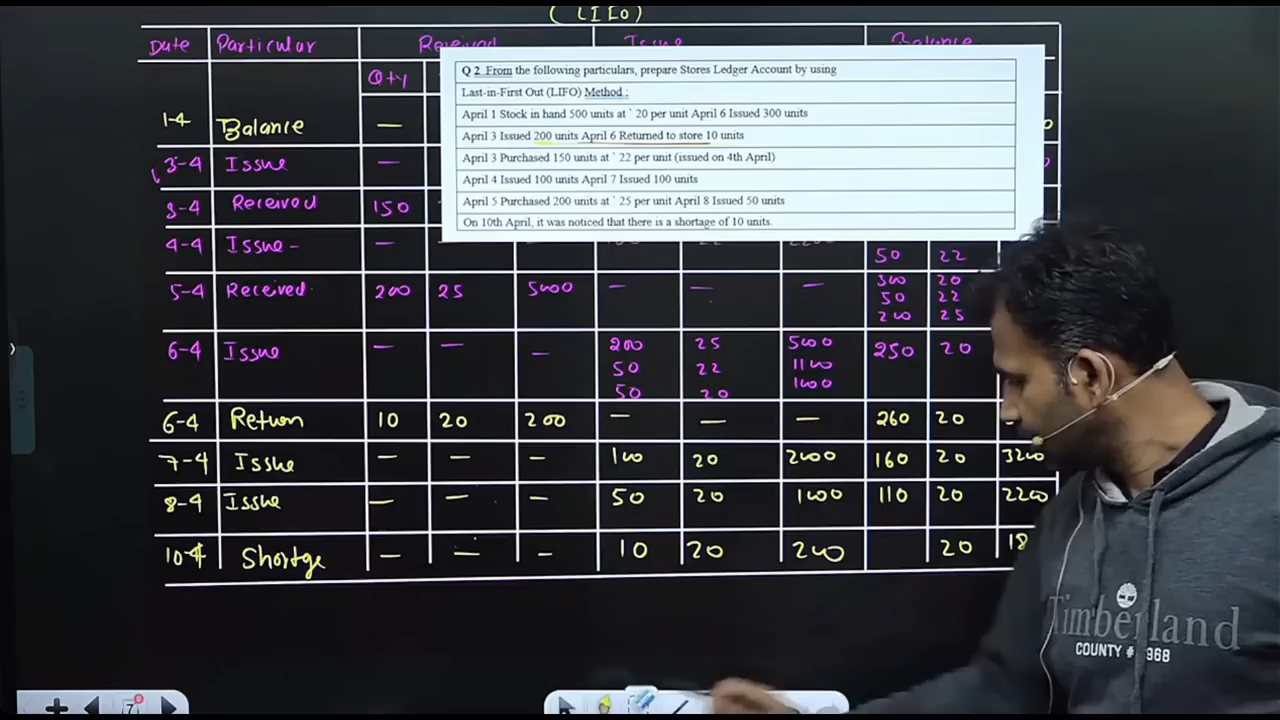 (LIFO)
Date Particular Received Issue Balance
Qty
1-4 Balance —
3-4 Issue —
3-4 Received 150
4-4 Issue - —
50 22
5-4 Received 200 25 5000 — — — 300 20
50 22
200 25
6-4 Issue — — — 200 25 5000 250 20
50 22 1100
50 20 1000
6-4 Return 10 20 200 — — — 260 20
7-4 Issue — — — 100 20 2000 160 20 3200
8-4 Issue — — — 50 20 1000 110 20 2200
10-4 Shortge — — — 10 20 200 20 18
Q 2 From the following particulars, prepare Stores Ledger Account by using
Last-in-First Out (LIFO) Method :
April 1 Stock in hand 500 units at ` 20 per unit April 6 Issued 300 units
April 3 Issued 200 units April 6 Returned to store 10 units
April 3 Purchased 150 units at ` 22 per unit (issued on 4th April)
April 4 Issued 100 units April 7 Issued 100 units
April 5 Purchased 200 units at ` 25 per unit April 8 Issued 50 units
On 10th April, it was noticed that there is a shortage of 10 units.
Timberland
COUNTY # 1968
7